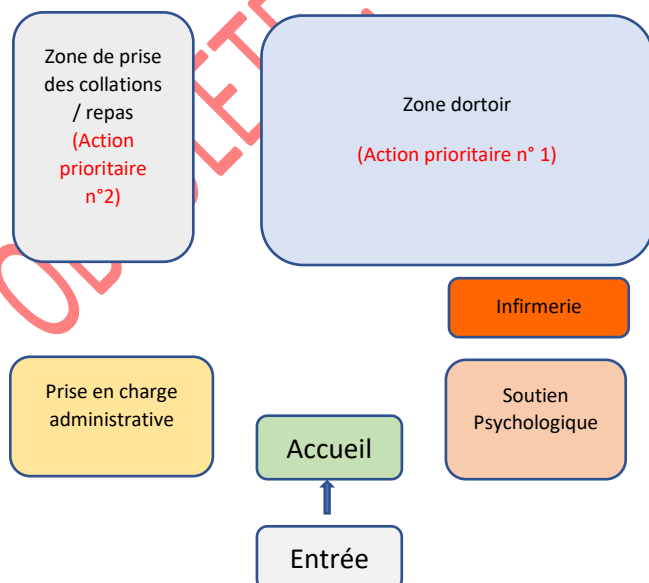 Zone de prise
des collations
/ repas
(Action
prioritaire
n°2)
Zone dortoir
(Action prioritaire n° 1)
Infirmerie
Prise en charge
administrative
Soutien
Psychologique
Accueil
Entrée